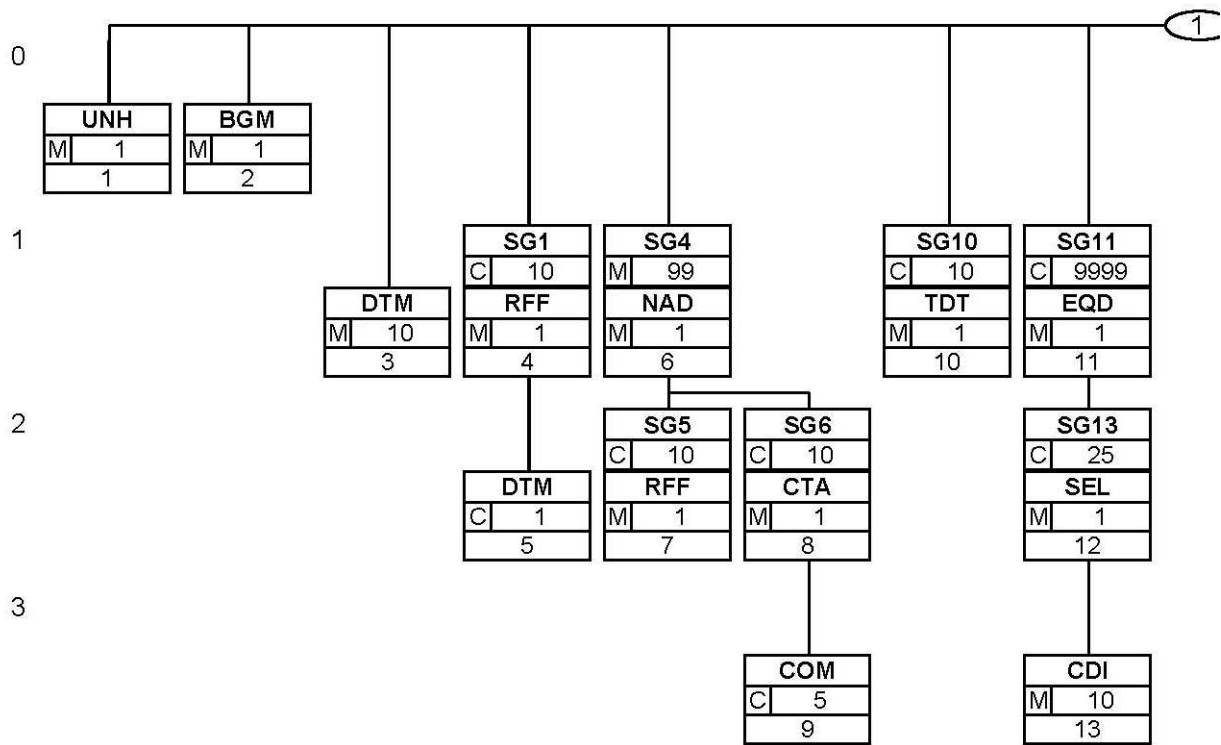 1
0
UNH
M 1
1
BGM
M 1
2
1
SG1
C 10
RFF
M 1
4
SG4
M 99
NAD
M 1
6
SG10
C 10
TDT
M 1
10
SG11
C 9999
EQD
M 1
11
DTM
M 10
3
2
SG5
C 10
RFF
M 1
7
SG6
C 10
CTA
M 1
8
SG13
C 25
SEL
M 1
12
DTM
C 1
5
3
COM
C 5
9
CDI
M 10
13